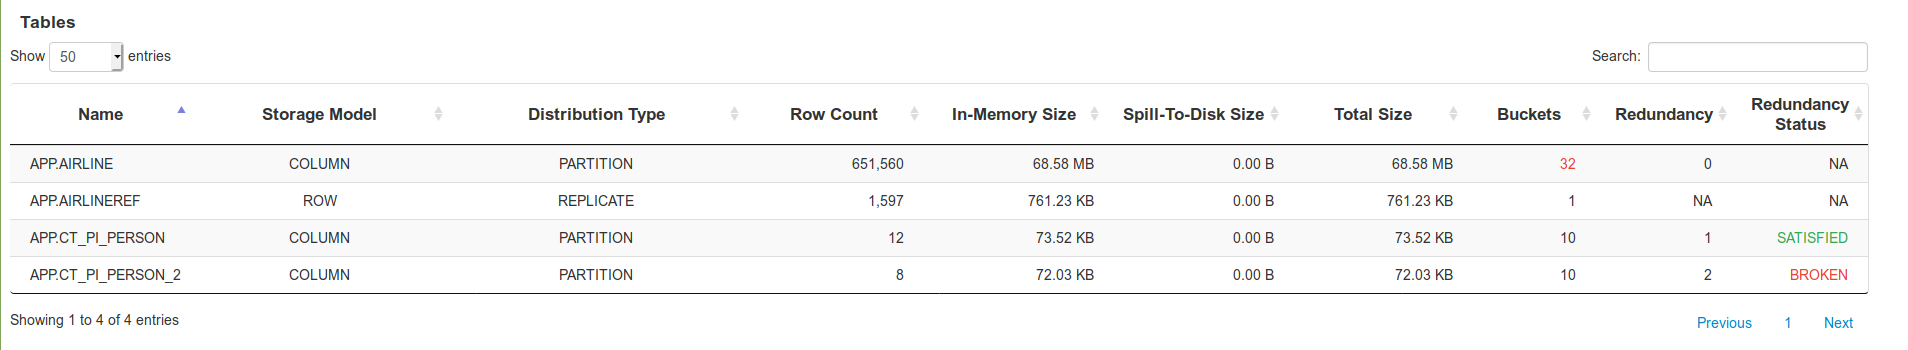 Tables
Show 50 entries Search:
Name Storage Model Distribution Type Row Count In-Memory Size Spill-To-Disk Size Total Size Buckets Redundancy Redundancy Status
APP.AIRLINE COLUMN PARTITION 651,560 68.58 MB 0.00 B 68.58 MB 32 0 NA
APP.AIRLINEREF ROW REPLICATE 1,597 761.23 KB 0.00 B 761.23 KB 1 NA NA
APP.CT_PI_PERSON COLUMN PARTITION 12 73.52 KB 0.00 B 73.52 KB 10 1 SATISFIED
APP.CT_PI_PERSON_2 COLUMN PARTITION 8 72.03 KB 0.00 B 72.03 KB 10 2 BROKEN
Showing 1 to 4 of 4 entries Previous 1 Next